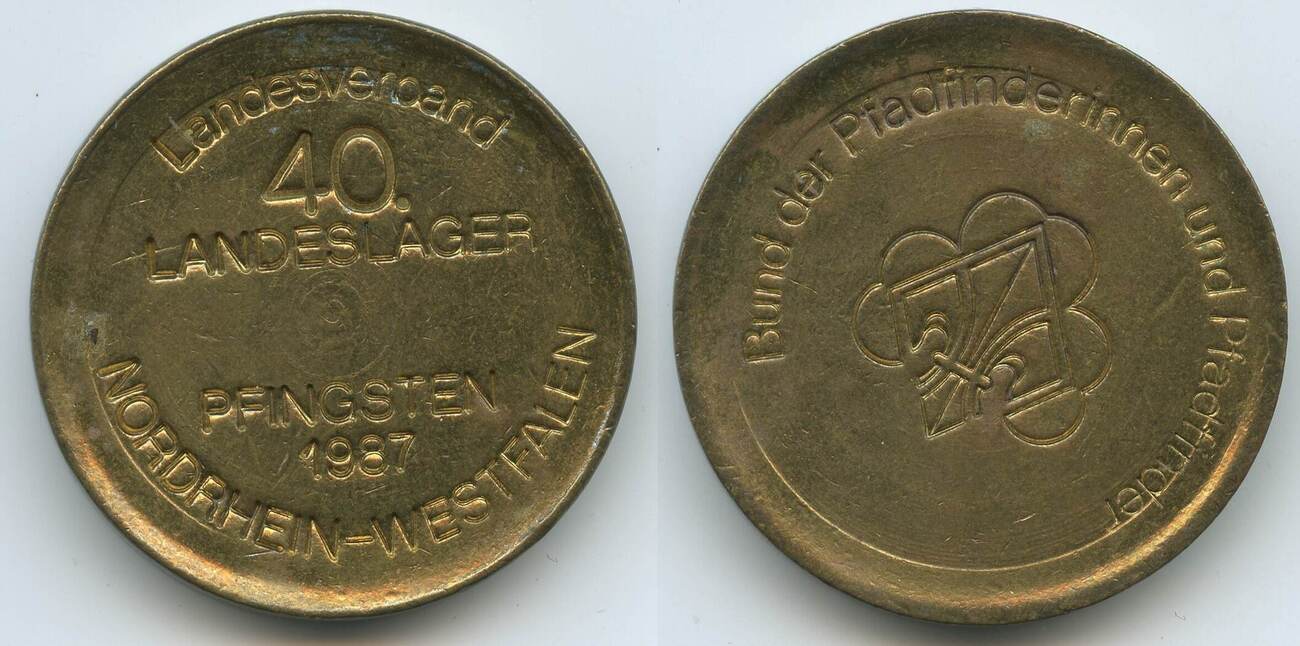 Landesverband
40.
LANDESLAGER
PFINGSTEN
1987
NORDRHEIN-WESTFALEN
Bund der Pfadfinderinnen und Pfadfinder